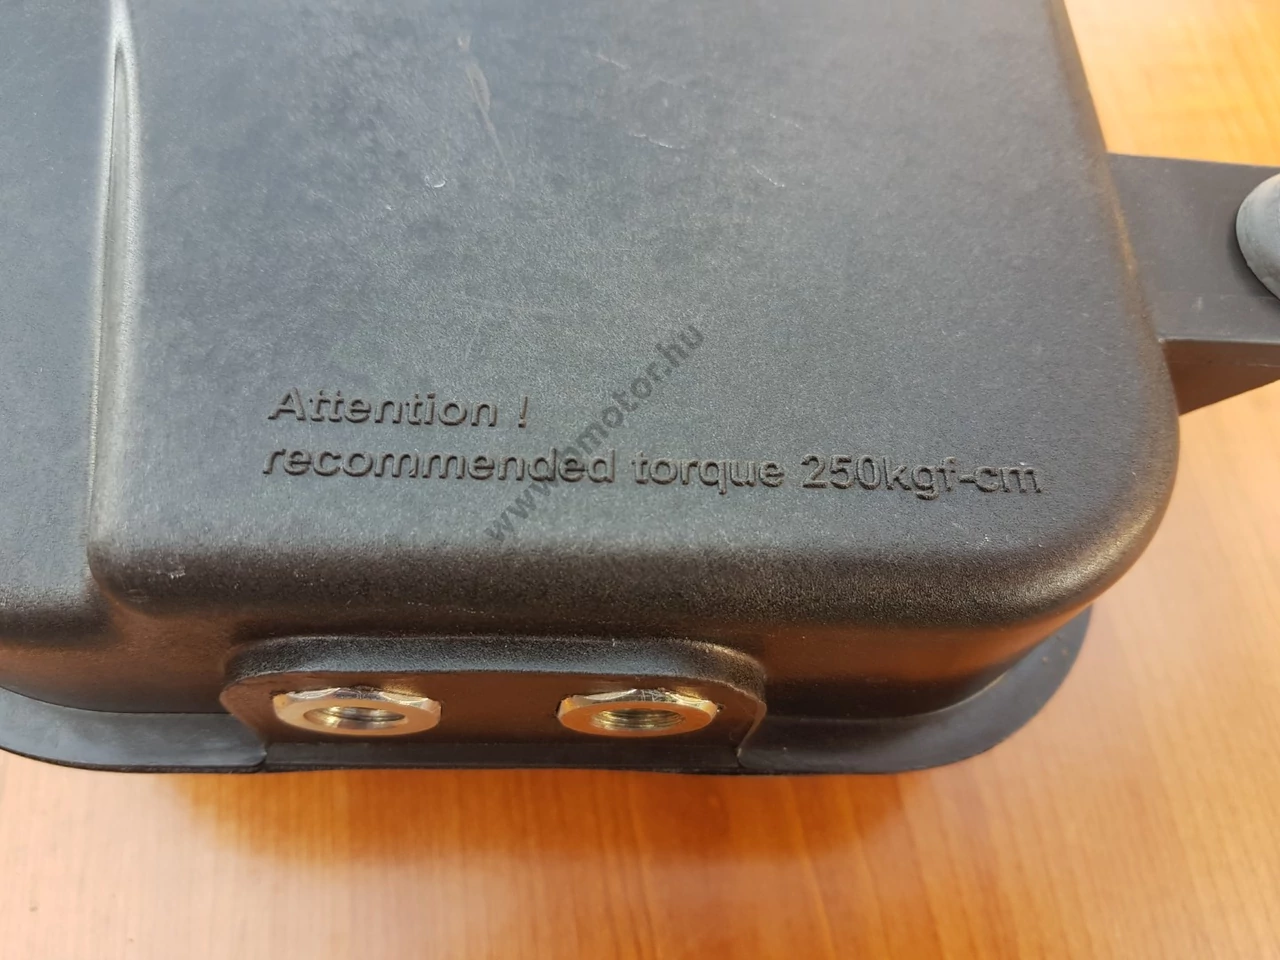 Attention !
recommended torque 250kgf-cm